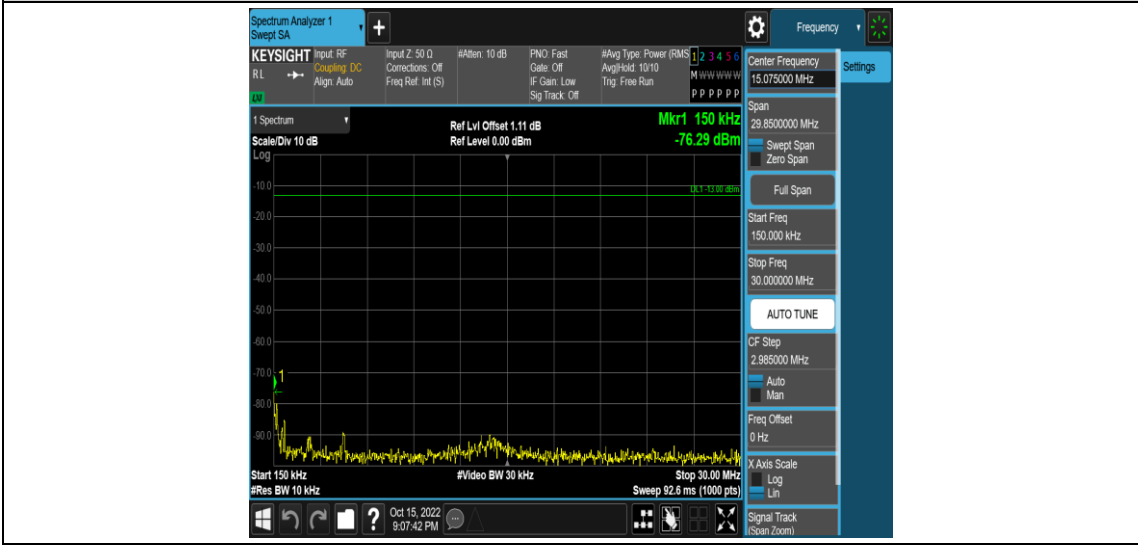 Spectrum Analyzer 1
Swept SA
+
Frequency
KEYSIGHT
RL
LM
Input: RF
Coupling: DC
Align: Auto
Input Z: 50 Ω
Corrections: Off
Freq Ref: Int (S)
#Atten: 10 dB
PNO: Fast
Gate: Off
IF Gain: Low
Sig Track: Off
#Avg Type: Power (RMS
Avg|Hold: 10/10
Trig: Free Run
1 2 3 4 5 6
M W W W W W
P P P P P P
1 Spectrum
Scale/Div 10 dB
Log
Ref Lvl Offset 1.11 dB
Ref Level 0.00 dBm
Mkr1 150 kHz
-76.29 dBm
DL1 -13.00 dBm
-10.0
-20.0
-30.0
-40.0
-50.0
-60.0
-70.0
1
-80.0
-90.0
Start 150 kHz
#Video BW 30 kHz
Stop 30.00 MHz
#Res BW 10 kHz
Sweep 92.6 ms (1000 pts)
?
Oct 15, 2022
9:07:42 PM
Center Frequency
15.075000 MHz
Settings
Span
29.8500000 MHz
Swept Span
Zero Span
Full Span
Start Freq
150.000 kHz
Stop Freq
30.000000 MHz
AUTO TUNE
CF Step
2.985000 MHz
Auto
Man
Freq Offset
0 Hz
X Axis Scale
Log
Lin
Signal Track
(Span Zoom)